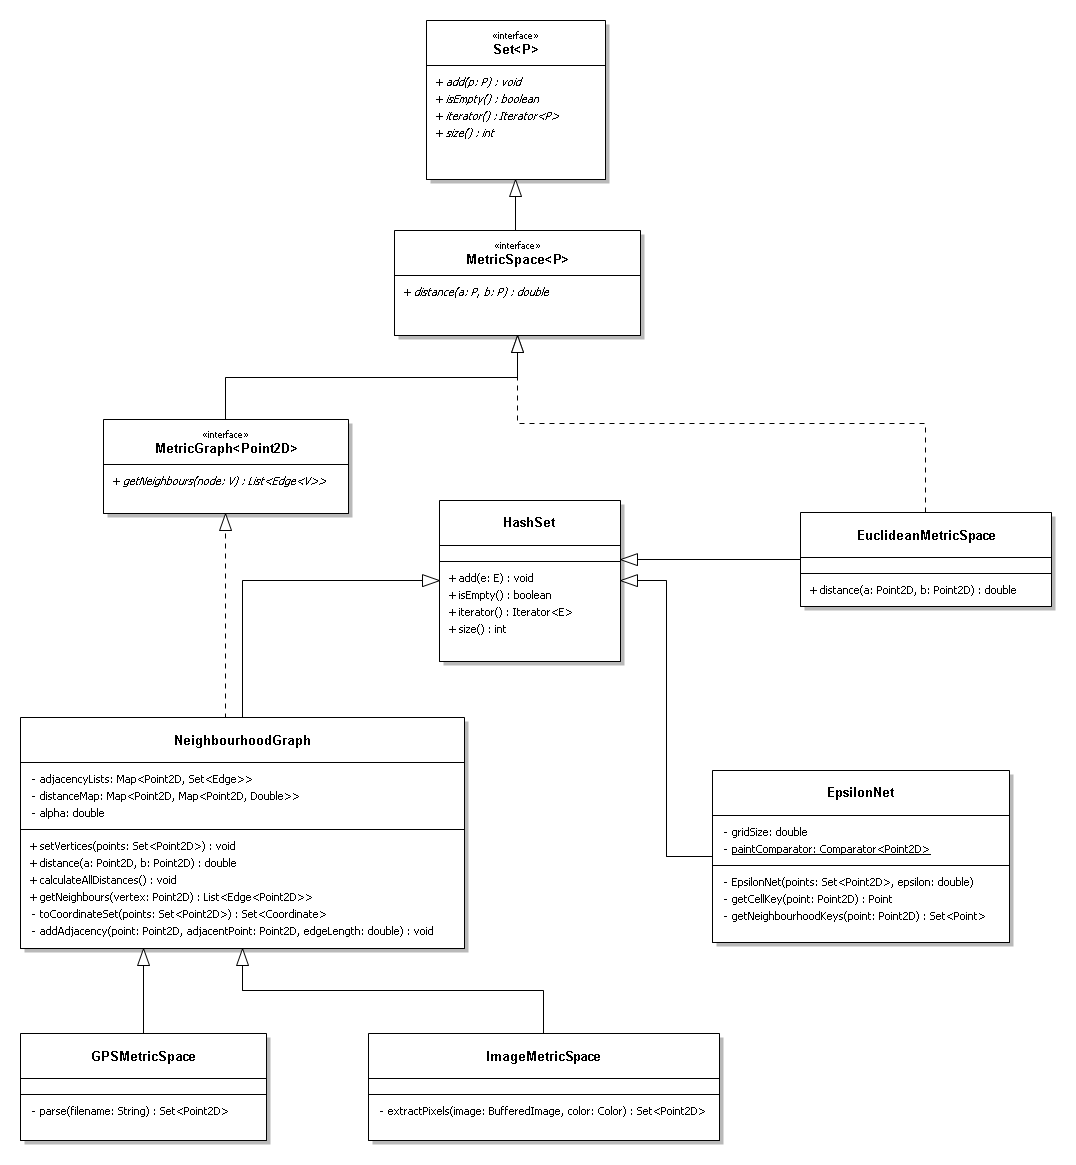 «interface»
Set<P>
+ add(p: P) : void
+ isEmpty() : boolean
+ iterator() : Iterator<P>
+ size() : int
«interface»
MetricSpace<P>
+ distance(a: P, b: P) : double
«interface»
MetricGraph<Point2D>
+ getNeighbours(node: V) : List<Edge<V>>
HashSet
+ add(e: E) : void
+ isEmpty() : boolean
+ iterator() : Iterator<E>
+ size() : int
EuclideanMetricSpace
+ distance(a: Point2D, b: Point2D) : double
NeighbourhoodGraph
- adjacencyLists: Map<Point2D, Set<Edge>>
- distanceMap: Map<Point2D, Map<Point2D, Double>>
- alpha: double
+ setVertices(points: Set<Point2D>) : void
+ distance(a: Point2D, b: Point2D) : double
+ calculateAllDistances() : void
+ getNeighbours(vertex: Point2D) : List<Edge<Point2D>>
- toCoordinateSet(points: Set<Point2D>) : Set<Coordinate>
- addAdjacency(point: Point2D, adjacentPoint: Point2D, edgeLength: double) : void
EpsilonNet
- gridSize: double
- paintComparator: Comparator<Point2D>
- EpsilonNet(points: Set<Point2D>, epsilon: double)
- getCellKey(point: Point2D) : Point
- getNeighbourhoodKeys(point: Point2D) : Set<Point>
GPSMetricSpace
- parse(filename: String) : Set<Point2D>
ImageMetricSpace
- extractPixels(image: BufferedImage, color: Color) : Set<Point2D>